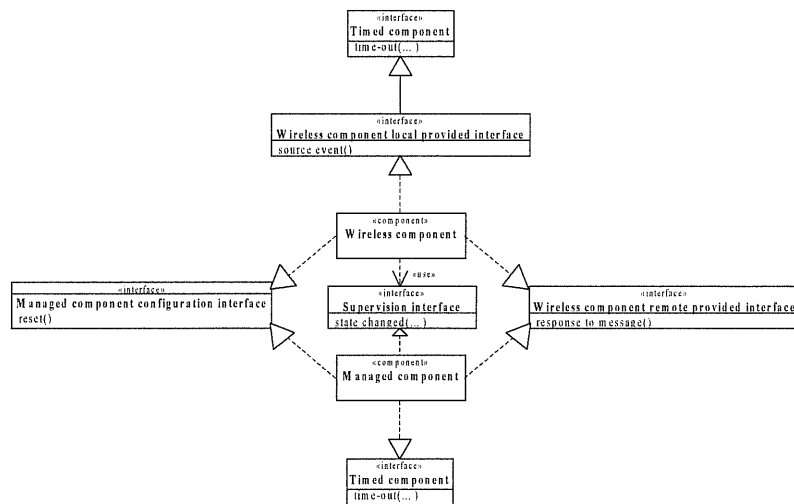 «interface»
Timed component
time-out(...)
«interface»
Wireless component local provided interface
source event()
«component»
Wireless component
«use»
«interface»
Managed component configuration interface
reset()
«interface»
Supervision interface
state changed(...)
«interface»
Wireless component remote provided interface
response to message()
«component»
Managed component
«interface»
Timed component
time-out(...)